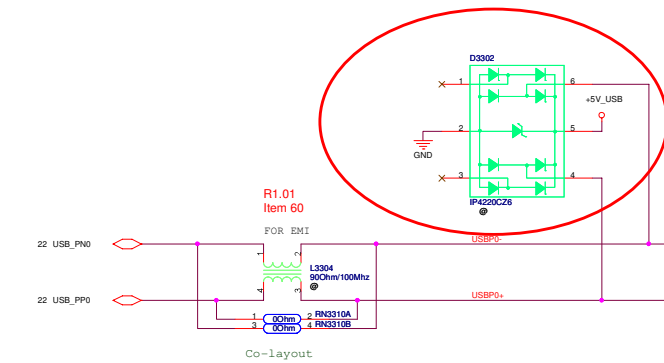 D3302
1
6
+5V_USB
2
5
GND
3
4
IP4220CZ6
@
R1.01
Item 60
FOR EMI
22 USB_PN0
USBP0-
1
2
L3304
90Ohm/100Mhz
@
4
3
22 USB_PP0
USBP0+
1 0Ohm 2 RN3310A
3 0Ohm 4 RN3310B
Co-layout